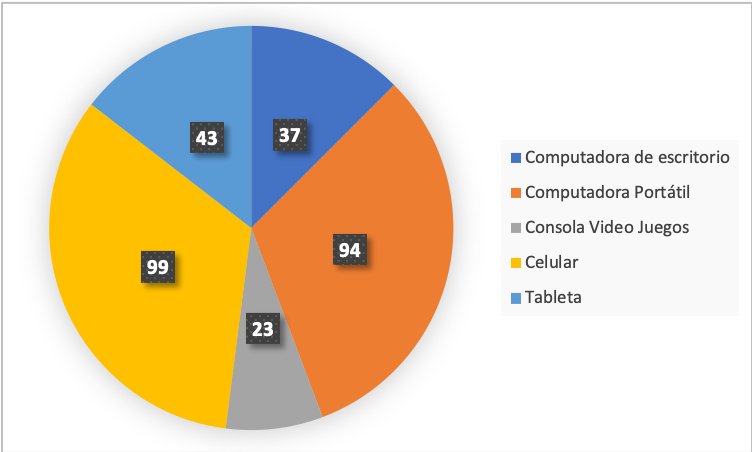 43
37
94
99
23
Computadora de escritorio
Computadora Portátil
Consola Video Juegos
Celular
Tableta